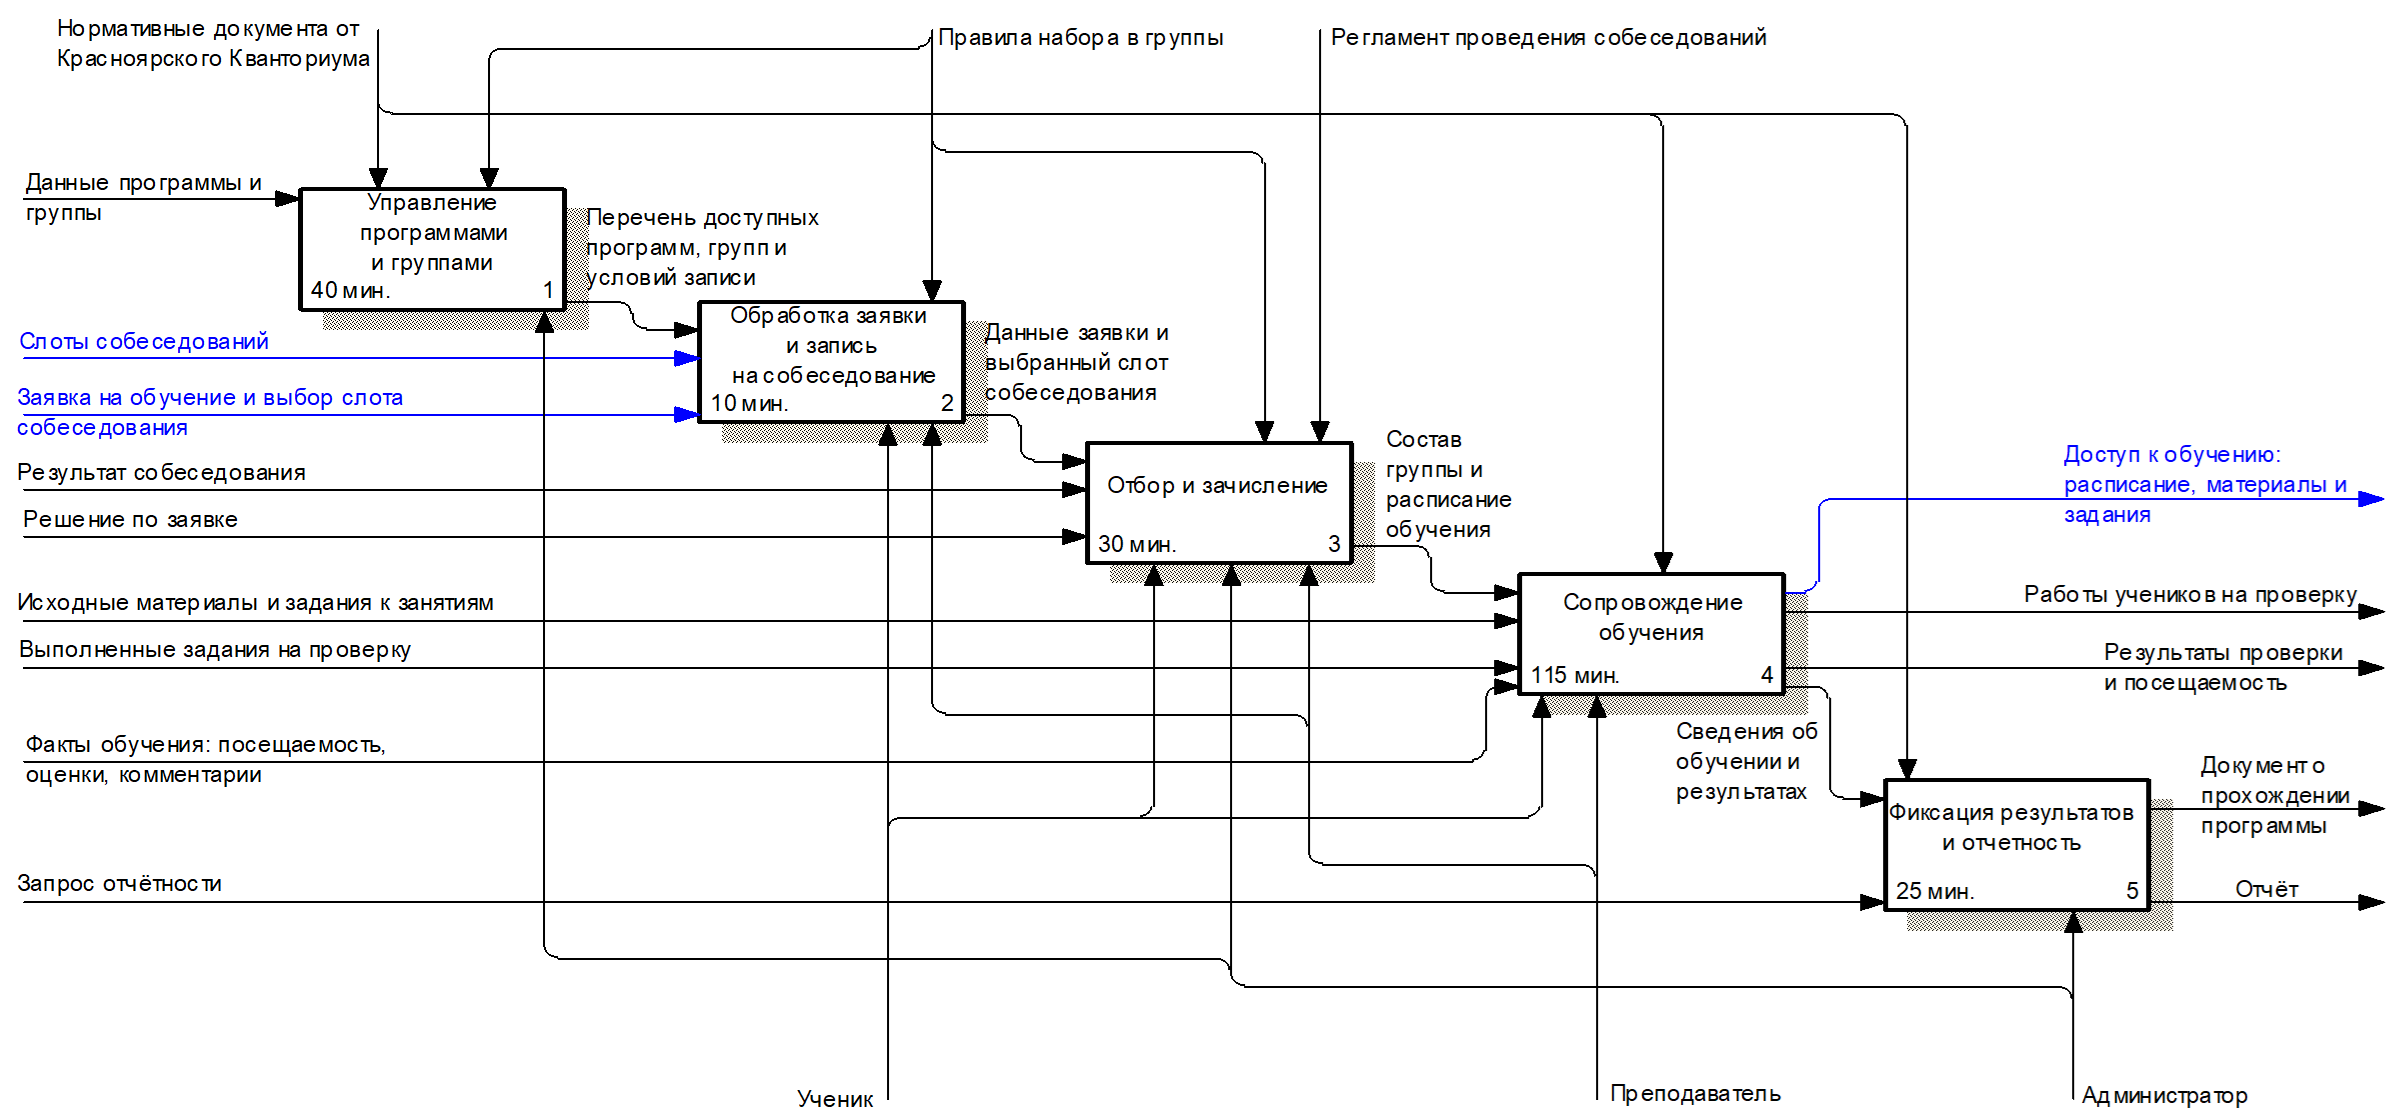 Нормативные документа от
Красноярского Кванториума
Правила набора в группы
Регламент проведения собеседований
Данные программы и
группы
Управление
программами
и группами
40 мин.
1
Перечень доступных
программ, групп и
условий записи
Слоты собеседований
Заявка на обучение и выбор слота
собеседования
Обработка заявки
и запись
на собеседование
10 мин.
2
Данные заявки и
выбранный слот
собеседования
Результат собеседования
Решение по заявке
Отбор и зачисление
30 мин.
3
Состав
группы и
расписание
обучения
Доступ к обучению:
расписание, материалы и
задания
Исходные материалы и задания к занятиям
Выполненные задания на проверку
Сопровождение
обучения
115 мин.
4
Работы учеников на проверку
Результаты проверки
и посещаемость
Факты обучения: посещаемость,
оценки, комментарии
Сведения об
обучении и
результатах
Фиксация результатов
и отчетность
25 мин.
5
Документ о
прохождении
программы
Запрос отчётности
Отчёт
Ученик
Преподаватель
Администратор